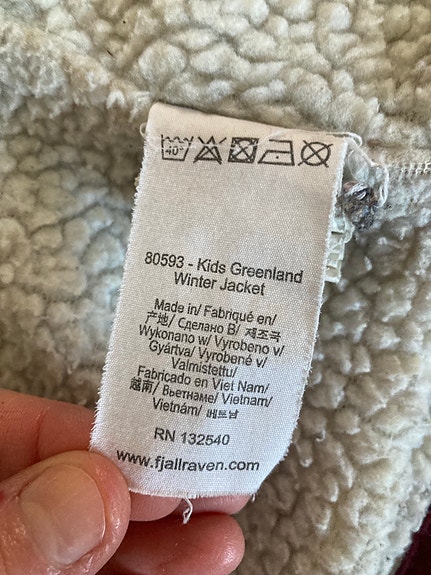 40°
80593 - Kids Greenland
Winter Jacket
Made in/ Fabriqué en/
产地/ Сделано В/ 제조국
Wykonano w/ Vyrobeno v/
Gyártva/ Vyrobené v/
Valmistettu/
Fabricado en Viet Nam/
越南/ Вьетнаме/ Vietnam/
Vietnám/ 베트남
RN 132540
www.fjallraven.com